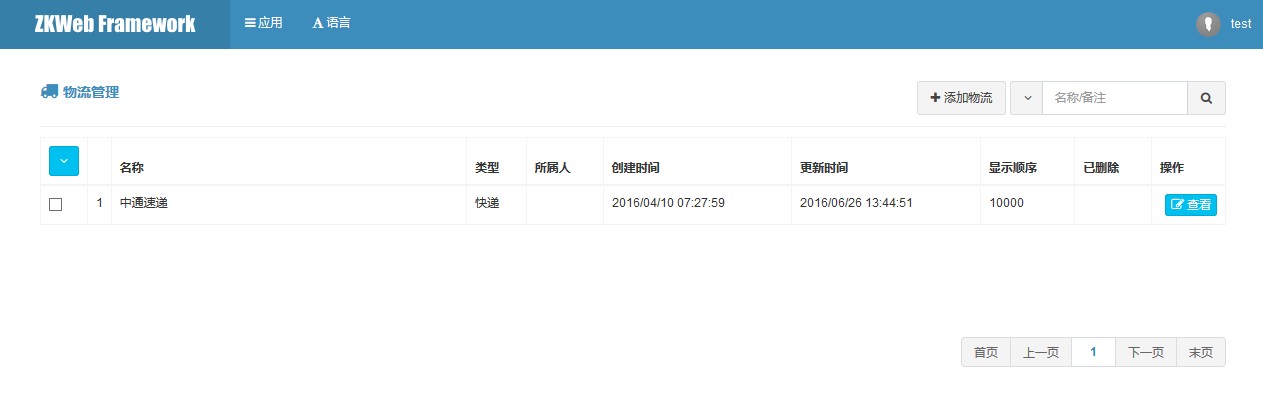 ZKWeb Framework 应用 语言 test
物流管理 添加物流 名称/备注
名称 类型 所属人 创建时间 更新时间 显示顺序 已删除 操作
1 中通速递 快递 2016/04/10 07:27:59 2016/06/26 13:44:51 10000 查看
首页 上一页 1 下一页 末页